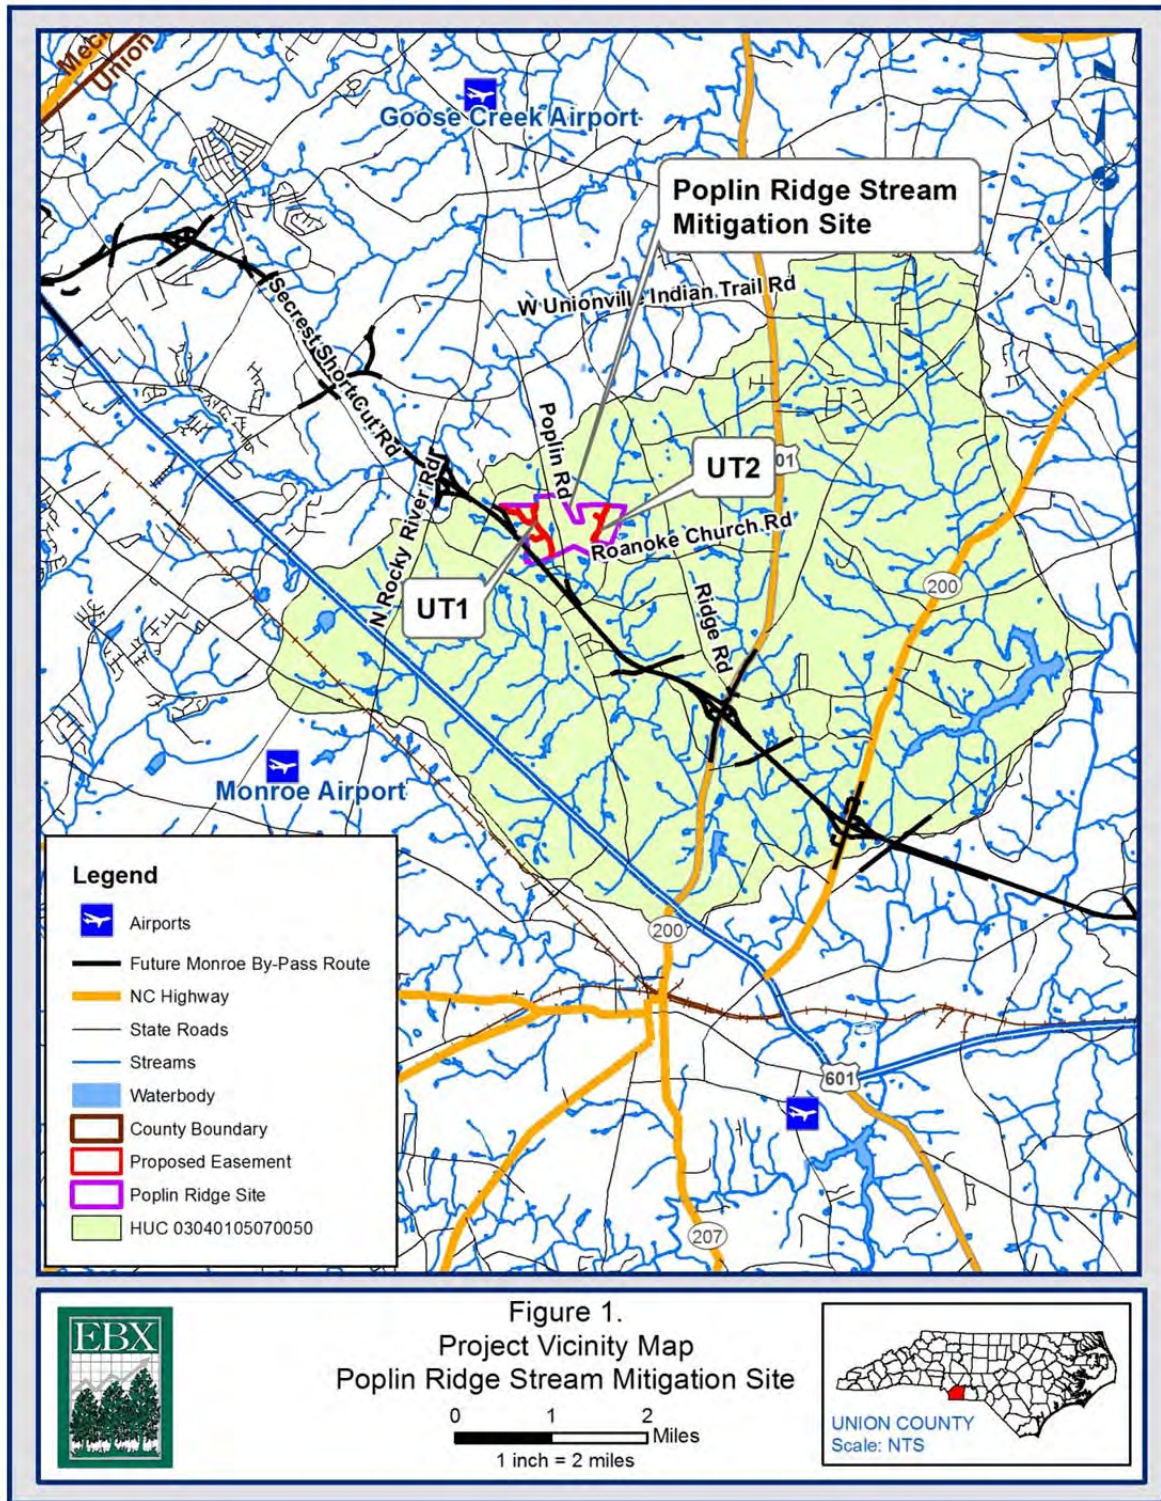 Mec
Union
Goose Creek Airport
Poplin Ridge Stream
Mitigation Site
W Unionville Indian Trail Rd
Secrest Short Cut Rd
Poplin Rd
UT2
01
N Rocky River Rd
Roanoke Church Rd
200
UT1
Ridge Rd
Monroe Airport
Legend
Airports
Future Monroe By-Pass Route
NC Highway
State Roads
Streams
Waterbody
County Boundary
Proposed Easement
Poplin Ridge Site
HUC 03040105070050
200
601
207
EBX
Figure 1.
Project Vicinity Map
Poplin Ridge Stream Mitigation Site
0 1 2
Miles
1 inch = 2 miles
UNION COUNTY
Scale: NTS